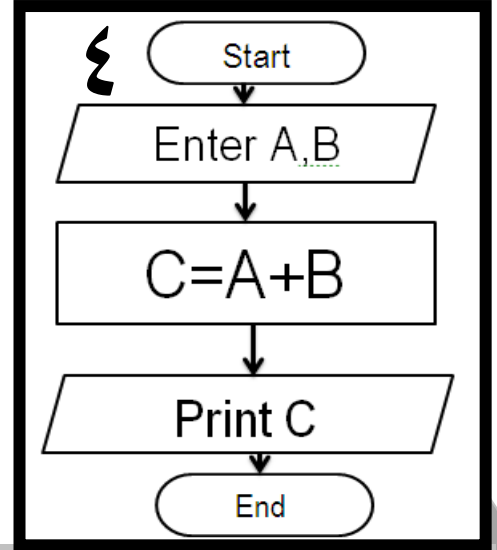 ٤
Start
Enter A,B
C=A+B
Print C
End